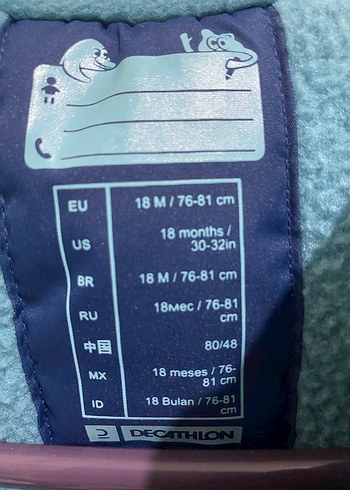 EU 18 M / 76-81 cm
US 18 months /
30-32in
BR 18 M / 76-81 cm
RU 18мес / 76-81
cm
中国 80/48
MX 18 meses / 76-
81 cm
ID 18 Bulan / 76-81
cm
DECATHLON